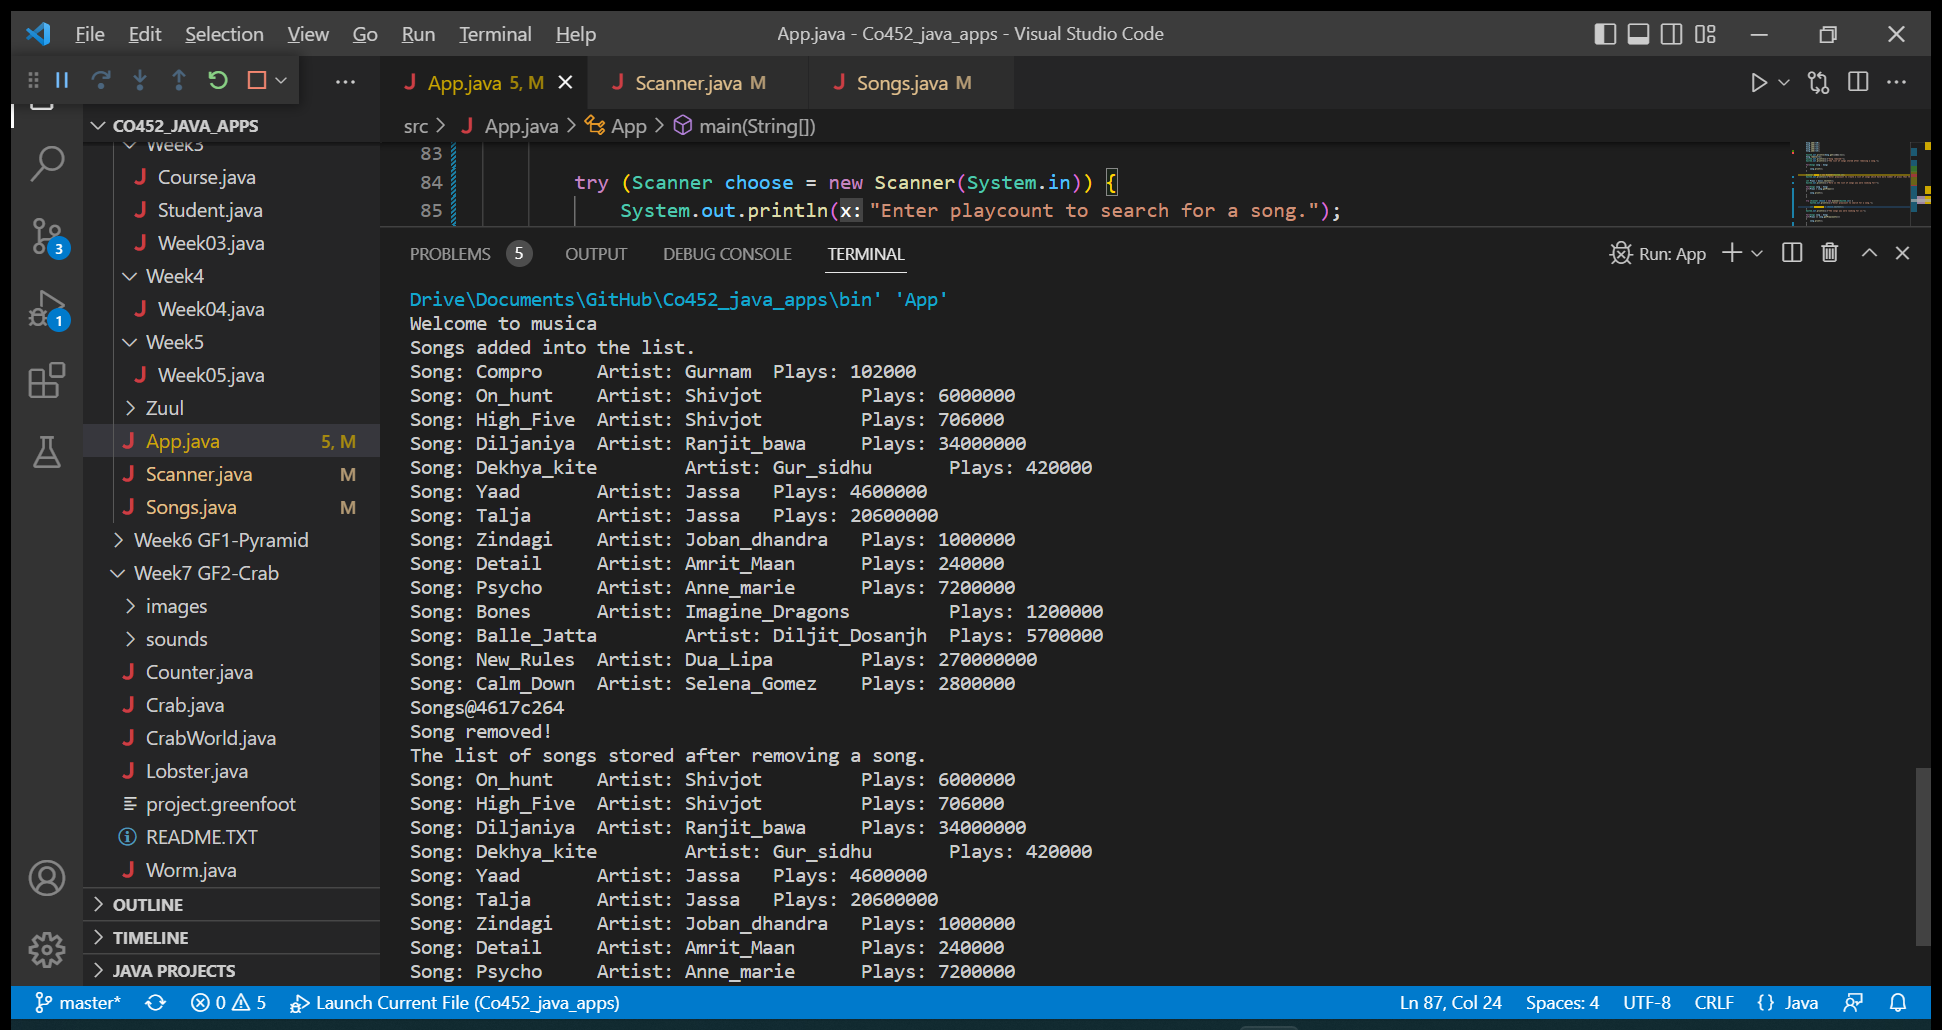 File Edit Selection View Go Run Terminal Help
App.java - Co452_java_apps - Visual Studio Code
App.java 5, M
Scanner.java M
Songs.java M
CO452_JAVA_APPS
src > App.java > App > main(String[])
Week3
Course.java
Student.java
Week03.java
Week4
Week04.java
Week5
Week05.java
Zuul
App.java 5, M
Scanner.java M
Songs.java M
Week6 GF1-Pyramid
Week7 GF2-Crab
images
sounds
Counter.java
Crab.java
CrabWorld.java
Lobster.java
project.greenfoot
README.TXT
Worm.java
OUTLINE
TIMELINE
JAVA PROJECTS
3
1
83
84 try (Scanner choose = new Scanner(System.in)) {
85 System.out.println(x: "Enter playcount to search for a song.");
PROBLEMS 5 OUTPUT DEBUG CONSOLE TERMINAL
Run: App
Drive\Documents\GitHub\Co452_java_apps\bin' 'App'
Welcome to musica
Songs added into the list.
Song: Compro Artist: Gurnam Plays: 102000
Song: On_hunt Artist: Shivjot Plays: 6000000
Song: High_Five Artist: Shivjot Plays: 706000
Song: Diljaniya Artist: Ranjit_bawa Plays: 34000000
Song: Dekhya_kite Artist: Gur_sidhu Plays: 420000
Song: Yaad Artist: Jassa Plays: 4600000
Song: Talja Artist: Jassa Plays: 20600000
Song: Zindagi Artist: Joban_dhandra Plays: 1000000
Song: Detail Artist: Amrit_Maan Plays: 240000
Song: Psycho Artist: Anne_marie Plays: 7200000
Song: Bones Artist: Imagine_Dragons Plays: 1200000
Song: Balle_Jatta Artist: Diljit_Dosanjh Plays: 5700000
Song: New_Rules Artist: Dua_Lipa Plays: 270000000
Song: Calm_Down Artist: Selena_Gomez Plays: 2800000
Songs@4617c264
Song removed!
The list of songs stored after removing a song.
Song: On_hunt Artist: Shivjot Plays: 6000000
Song: High_Five Artist: Shivjot Plays: 706000
Song: Diljaniya Artist: Ranjit_bawa Plays: 34000000
Song: Dekhya_kite Artist: Gur_sidhu Plays: 420000
Song: Yaad Artist: Jassa Plays: 4600000
Song: Talja Artist: Jassa Plays: 20600000
Song: Zindagi Artist: Joban_dhandra Plays: 1000000
Song: Detail Artist: Amrit_Maan Plays: 240000
Song: Psycho Artist: Anne_marie Plays: 7200000
master* 0 5 Launch Current File (Co452_java_apps)
Ln 87, Col 24 Spaces: 4 UTF-8 CRLF {} Java